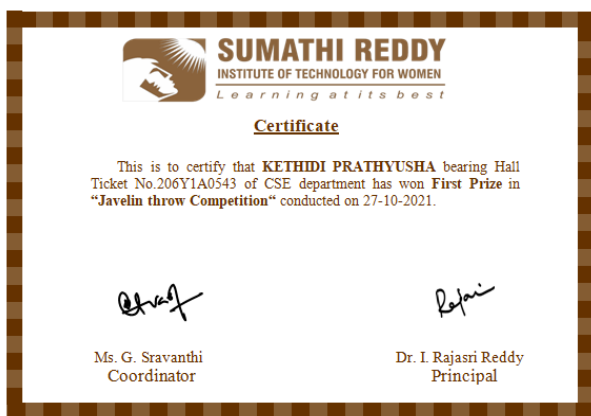 SUMATHI REDDY
INSTITUTE OF TECHNOLOGY FOR WOMEN
Learning at its best
Certificate
This is to certify that KETHIDI PRATHYUSHA bearing Hall
Ticket No.206Y1A0543 of CSE department has won First Prize in
“Javelin throw Competition“ conducted on 27-10-2021.
Ms. G. Sravanthi
Dr. I. Rajasri Reddy
Coordinator
Principal